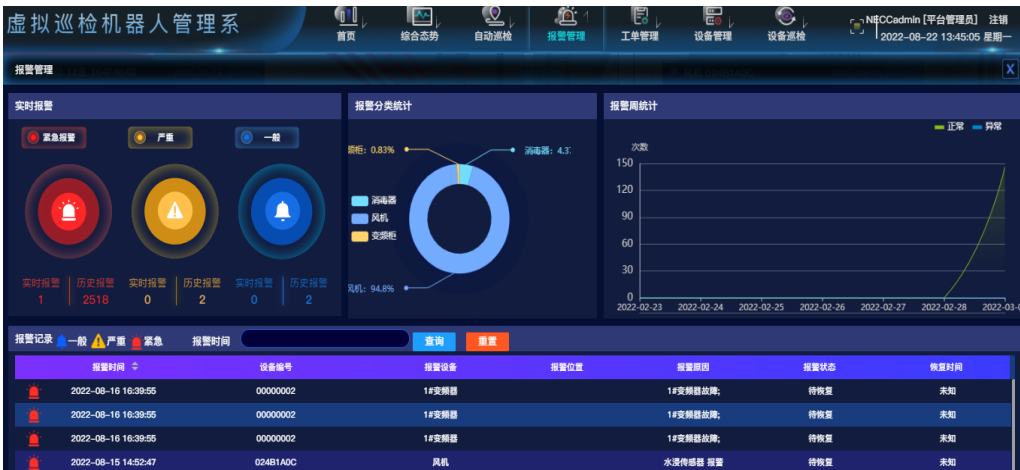 虚拟巡检机器人管理系
首页 综合态势 自动巡检 报警管理 工单管理 设备管理 设备巡检
NECCadmin [平台管理员] 注销
2022-08-22 13:45:05 星期一
报警管理
X
实时报警
紧急报警 严重 一般
实时报警 历史报警 实时报警 历史报警 实时报警 历史报警
1 2518 0 2 0 2
报警分类统计
频柜: 0.83%
消毒器: 4.3
消毒器
风机
变频柜
风机: 94.8%
报警周统计
正常 异常
次数
150
120
90
60
30
0
2022-02-23 2022-02-24 2022-02-25 2022-02-26 2022-02-27 2022-02-28 2022-03-0
报警记录 一般 严重 紧急 报警时间 查询 重置
报警时间 设备编号 报警设备 报警位置 报警原因 报警状态 恢复时间
2022-08-16 16:39:55 00000002 1#变频器 1#变频器故障; 待恢复 未知
2022-08-16 16:39:55 00000002 1#变频器 1#变频器故障; 待恢复 未知
2022-08-16 16:39:55 00000002 1#变频器 1#变频器故障; 待恢复 未知
2022-08-15 14:52:47 024B1A0C 风机 水浸传感器 报警 待恢复 未知